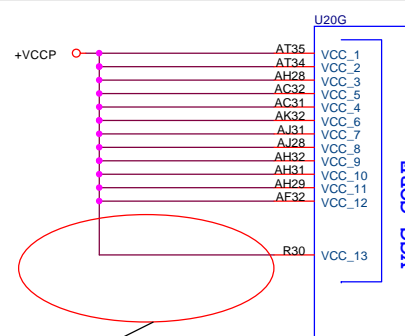 U20G
+VCCP
AT35 VCC_1
AT34 VCC_2
AH28 VCC_3
AC32 VCC_5
AC31 VCC_4
AK32 VCC_6
AJ31 VCC_7
AJ28 VCC_8
AH32 VCC_9
AH31 VCC_10
AH29 VCC_11
AF32 VCC_12
R30 VCC_13